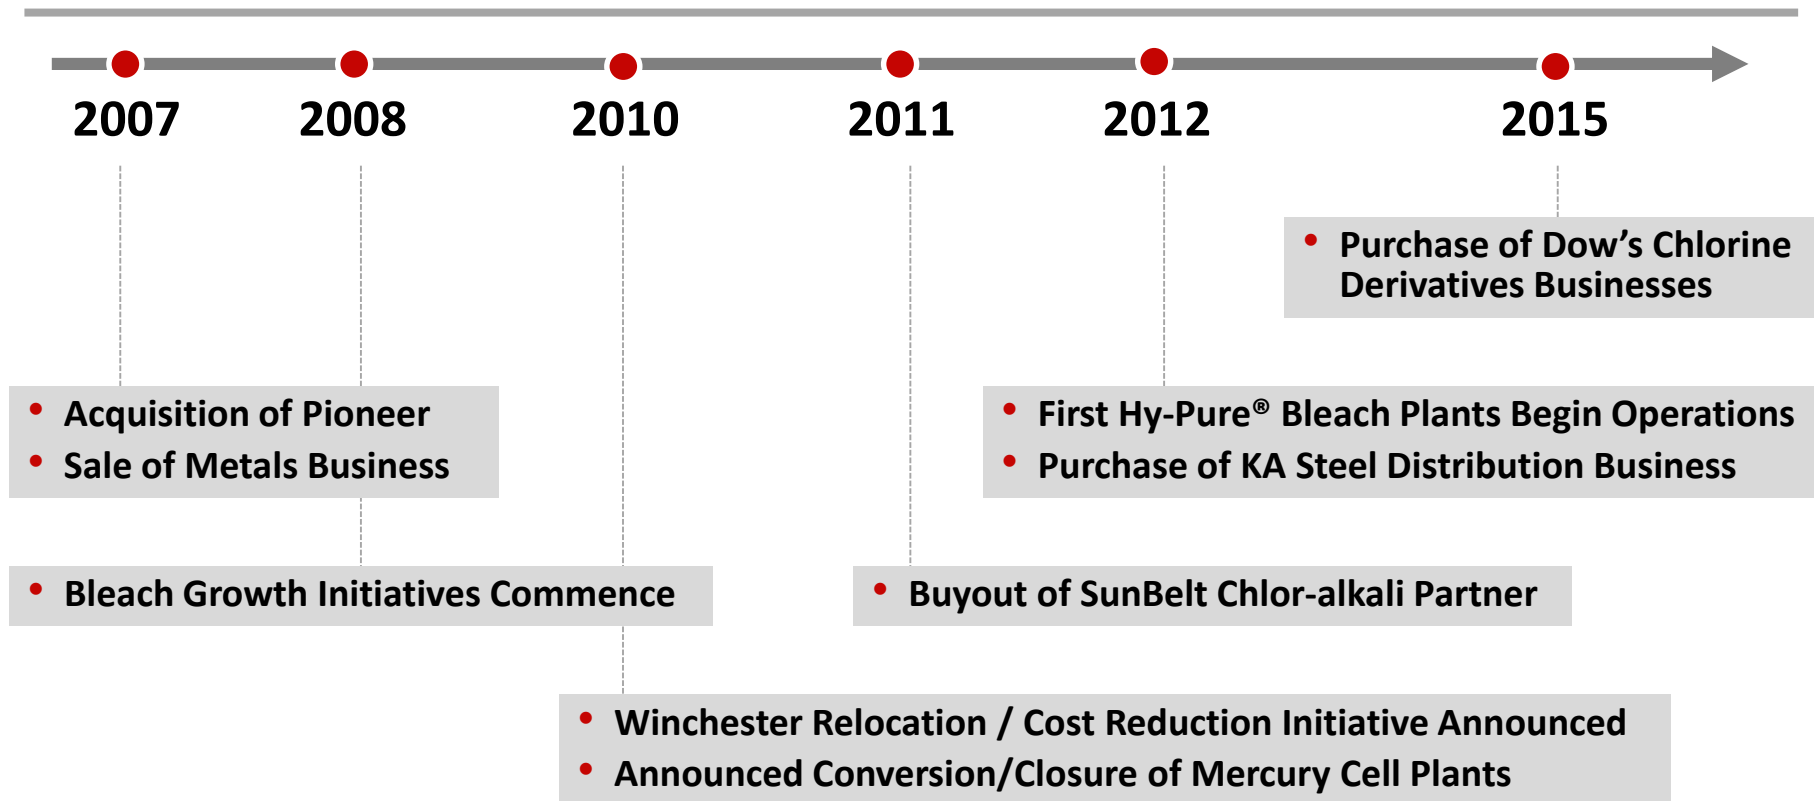 2007
2008
2010
2011
2012
2015
• Purchase of Dow’s Chlorine
Derivatives Businesses
• Acquisition of Pioneer
• Sale of Metals Business
• First Hy-Pure® Bleach Plants Begin Operations
• Purchase of KA Steel Distribution Business
• Bleach Growth Initiatives Commence
• Buyout of SunBelt Chlor-alkali Partner
• Winchester Relocation / Cost Reduction Initiative Announced
• Announced Conversion/Closure of Mercury Cell Plants